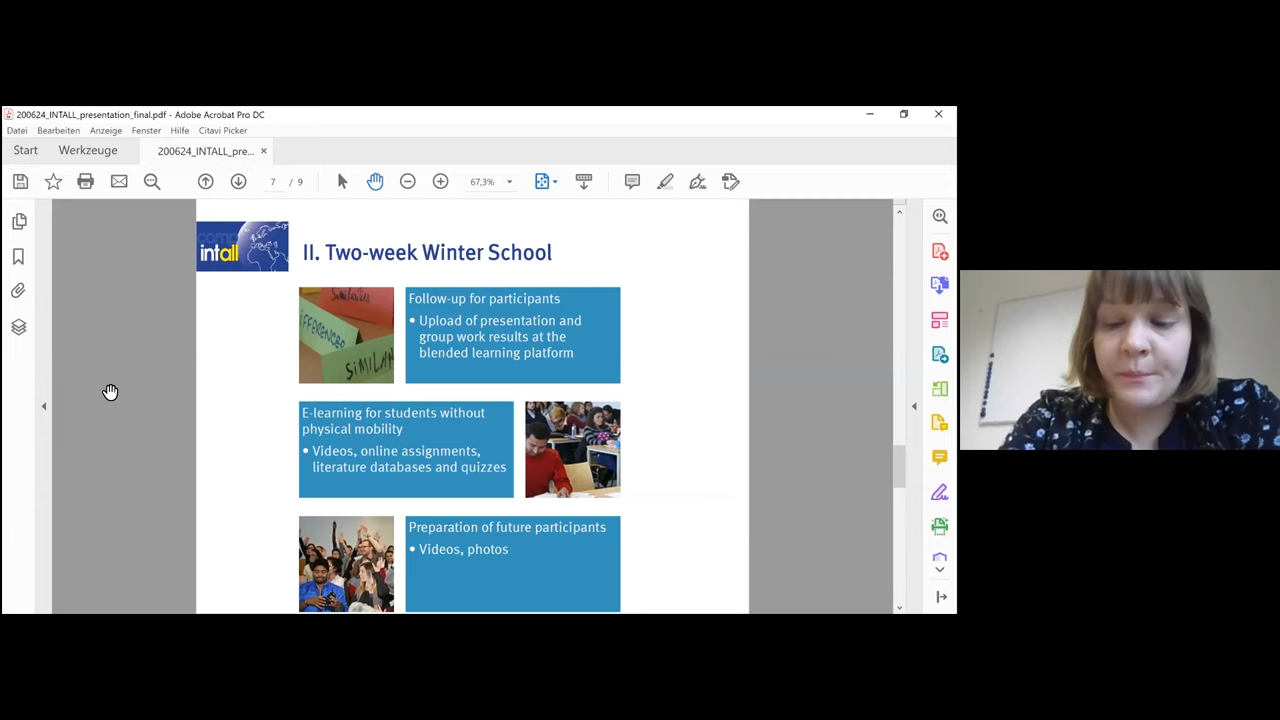 200624_INTALL_presentation_final.pdf - Adobe Acrobat Pro DC
Datei Bearbeiten Anzeige Fenster Hilfe Citavi Picker
Start Werkzeuge 200624_INTALL_pre... ×
7 / 9 67,3%
comp
intall
II. Two-week Winter School
SIMILARITIES
DIFFERENCES
Follow-up for participants
• Upload of presentation and
group work results at the
blended learning platform
E-learning for students without
physical mobility
• Videos, online assignments,
literature databases and quizzes
Preparation of future participants
• Videos, photos